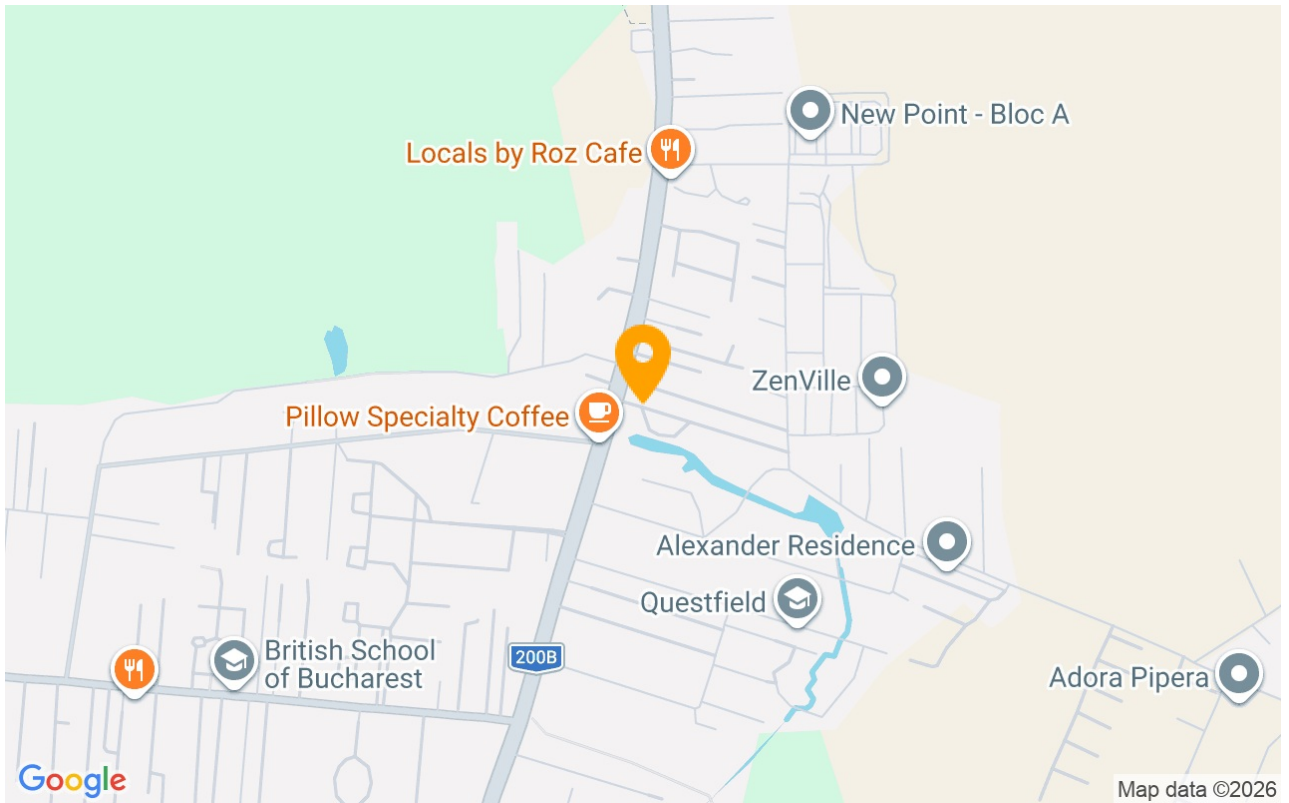 New Point - Bloc A
Locals by Roz Cafe
ZenVille
Pillow Specialty Coffee
Alexander Residence
Questfield
British School
of Bucharest
200B
Adora Pipera
Google
Map data ©2026